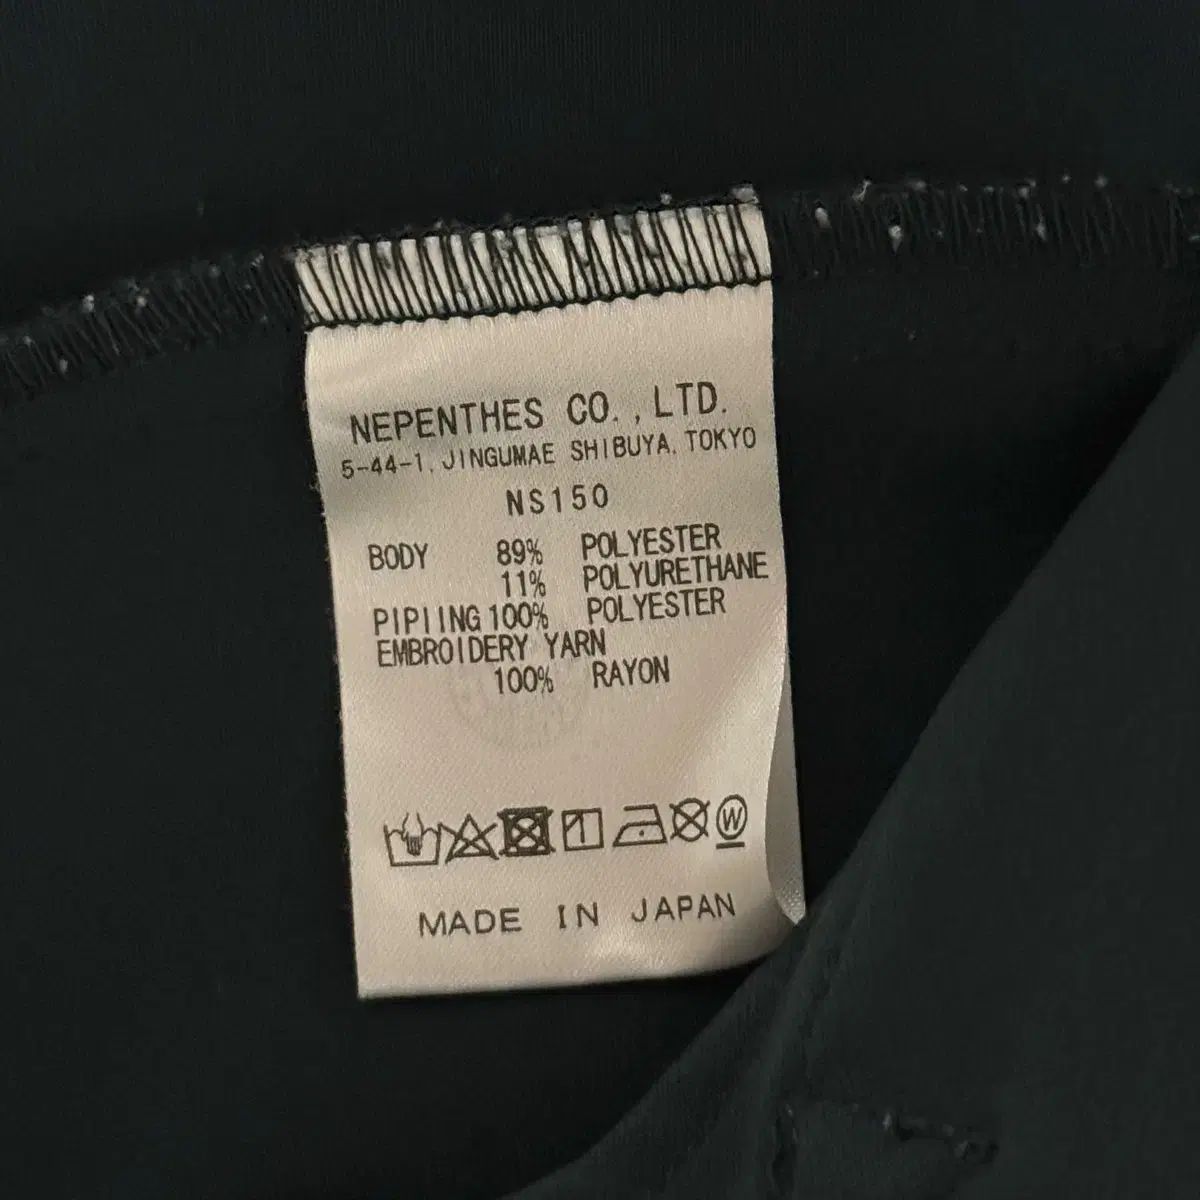 NEPENTHES CO., LTD.
5-44-1, JINGUMAE SHIBUYA, TOKYO
NS150
BODY 89% POLYESTER
11% POLYURETHANE
PIPIING 100% POLYESTER
EMBROIDERY YARN
100% RAYON
W
MADE IN JAPAN